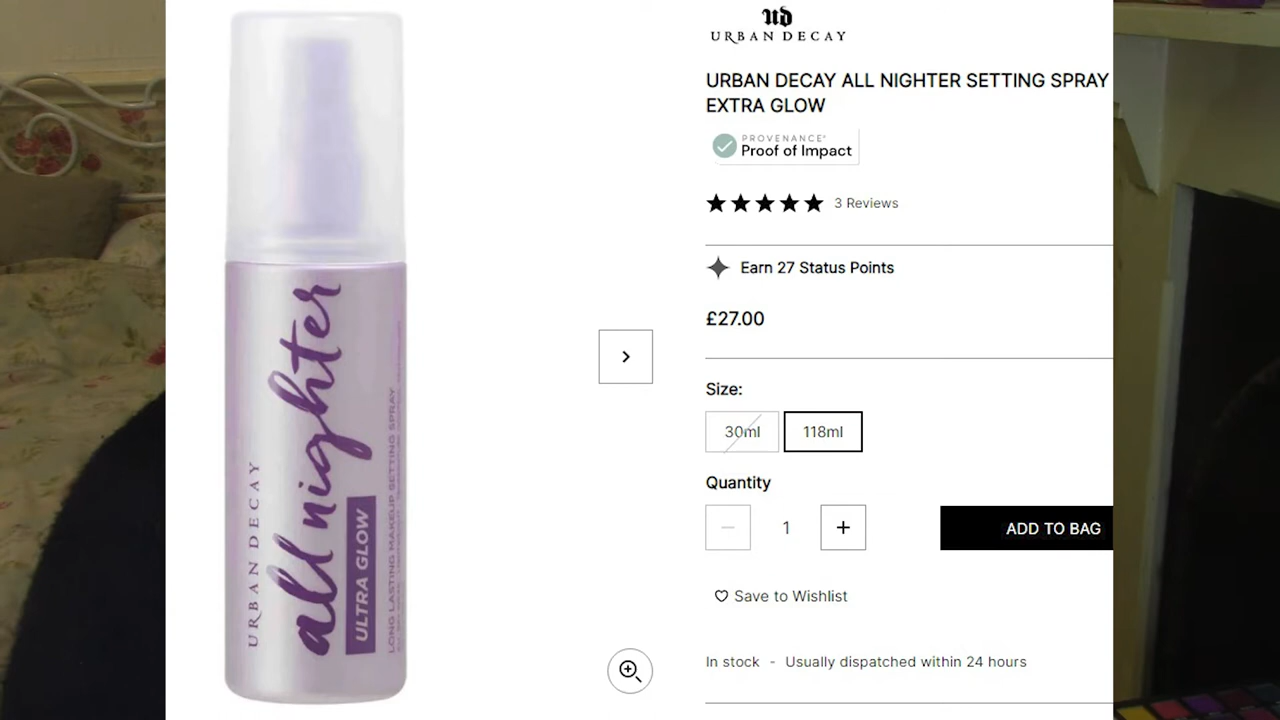 URBAN DECAY
all nighter
ULTRA GLOW
LONG LASTING MAKEUP SETTING SPRAY
ud
URBAN DECAY
URBAN DECAY ALL NIGHTER SETTING SPRAY
EXTRA GLOW
PROVENANCE°
Proof of Impact
3 Reviews
Earn 27 Status Points
£27.00
Size:
30ml 118ml
Quantity
1
ADD TO BAG
Save to Wishlist
In stock - Usually dispatched within 24 hours